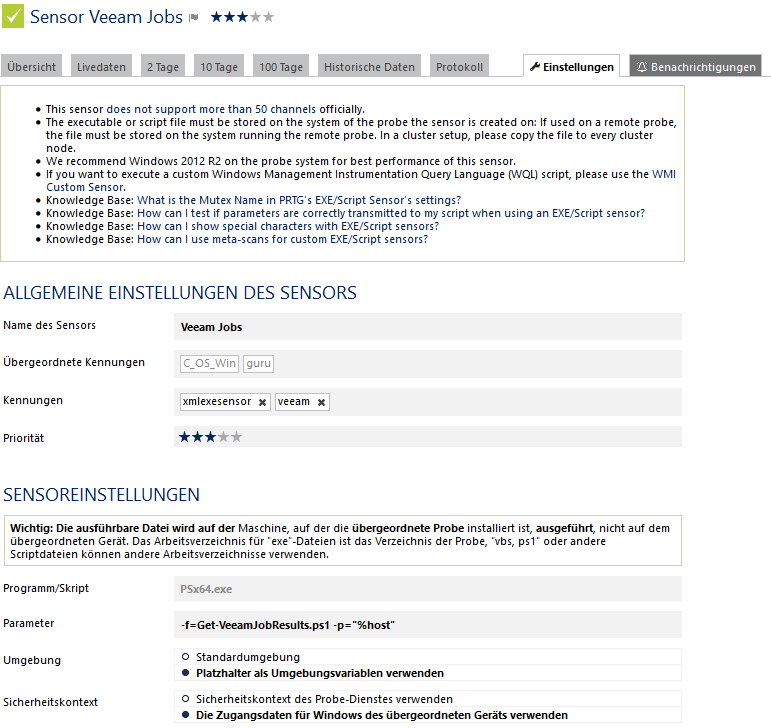 Sensor Veeam Jobs
Übersicht Livedaten 2 Tage 10 Tage 100 Tage Historische Daten Protokoll Einstellungen Benachrichtigungen
This sensor does not support more than 50 channels officially.
The executable or script file must be stored on the system of the probe the sensor is created on: If used on a remote probe,
the file must be stored on the system running the remote probe. In a cluster setup, please copy the file to every cluster
node.
We recommend Windows 2012 R2 on the probe system for best performance of this sensor.
If you want to execute a custom Windows Management Instrumentation Query Language (WQL) script, please use the WMI
Custom Sensor.
Knowledge Base: What is the Mutex Name in PRTG's EXE/Script Sensor's settings?
Knowledge Base: How can I test if parameters are correctly transmitted to my script when using an EXE/Script sensor?
Knowledge Base: How can I show special characters with EXE/Script sensors?
Knowledge Base: How can I use meta-scans for custom EXE/Script sensors?
ALLGEMEINE EINSTELLUNGEN DES SENSORS
Name des Sensors Veeam Jobs
Übergeordnete Kennungen C_OS_Win guru
Kennungen xmlexesensor veeam
Priorität
SENSOREINSTELLUNGEN
Wichtig: Die ausführbare Datei wird auf der Maschine, auf der die übergeordnete Probe installiert ist, ausgeführt, nicht auf dem
übergeordneten Gerät. Das Arbeitsverzeichnis für "exe"-Dateien ist das Verzeichnis der Probe, "vbs, ps1" oder andere
Scriptdateien können andere Arbeitsverzeichnisse verwenden.
Programm/Skript PSx64.exe
Parameter -f=Get-VeeamJobResults.ps1 -p="%host"
Umgebung Standardumgebung
Platzhalter als Umgebungsvariablen verwenden
Sicherheitskontext Sicherheitskontext des Probe-Dienstes verwenden
Die Zugangsdaten für Windows des übergeordneten Geräts verwenden